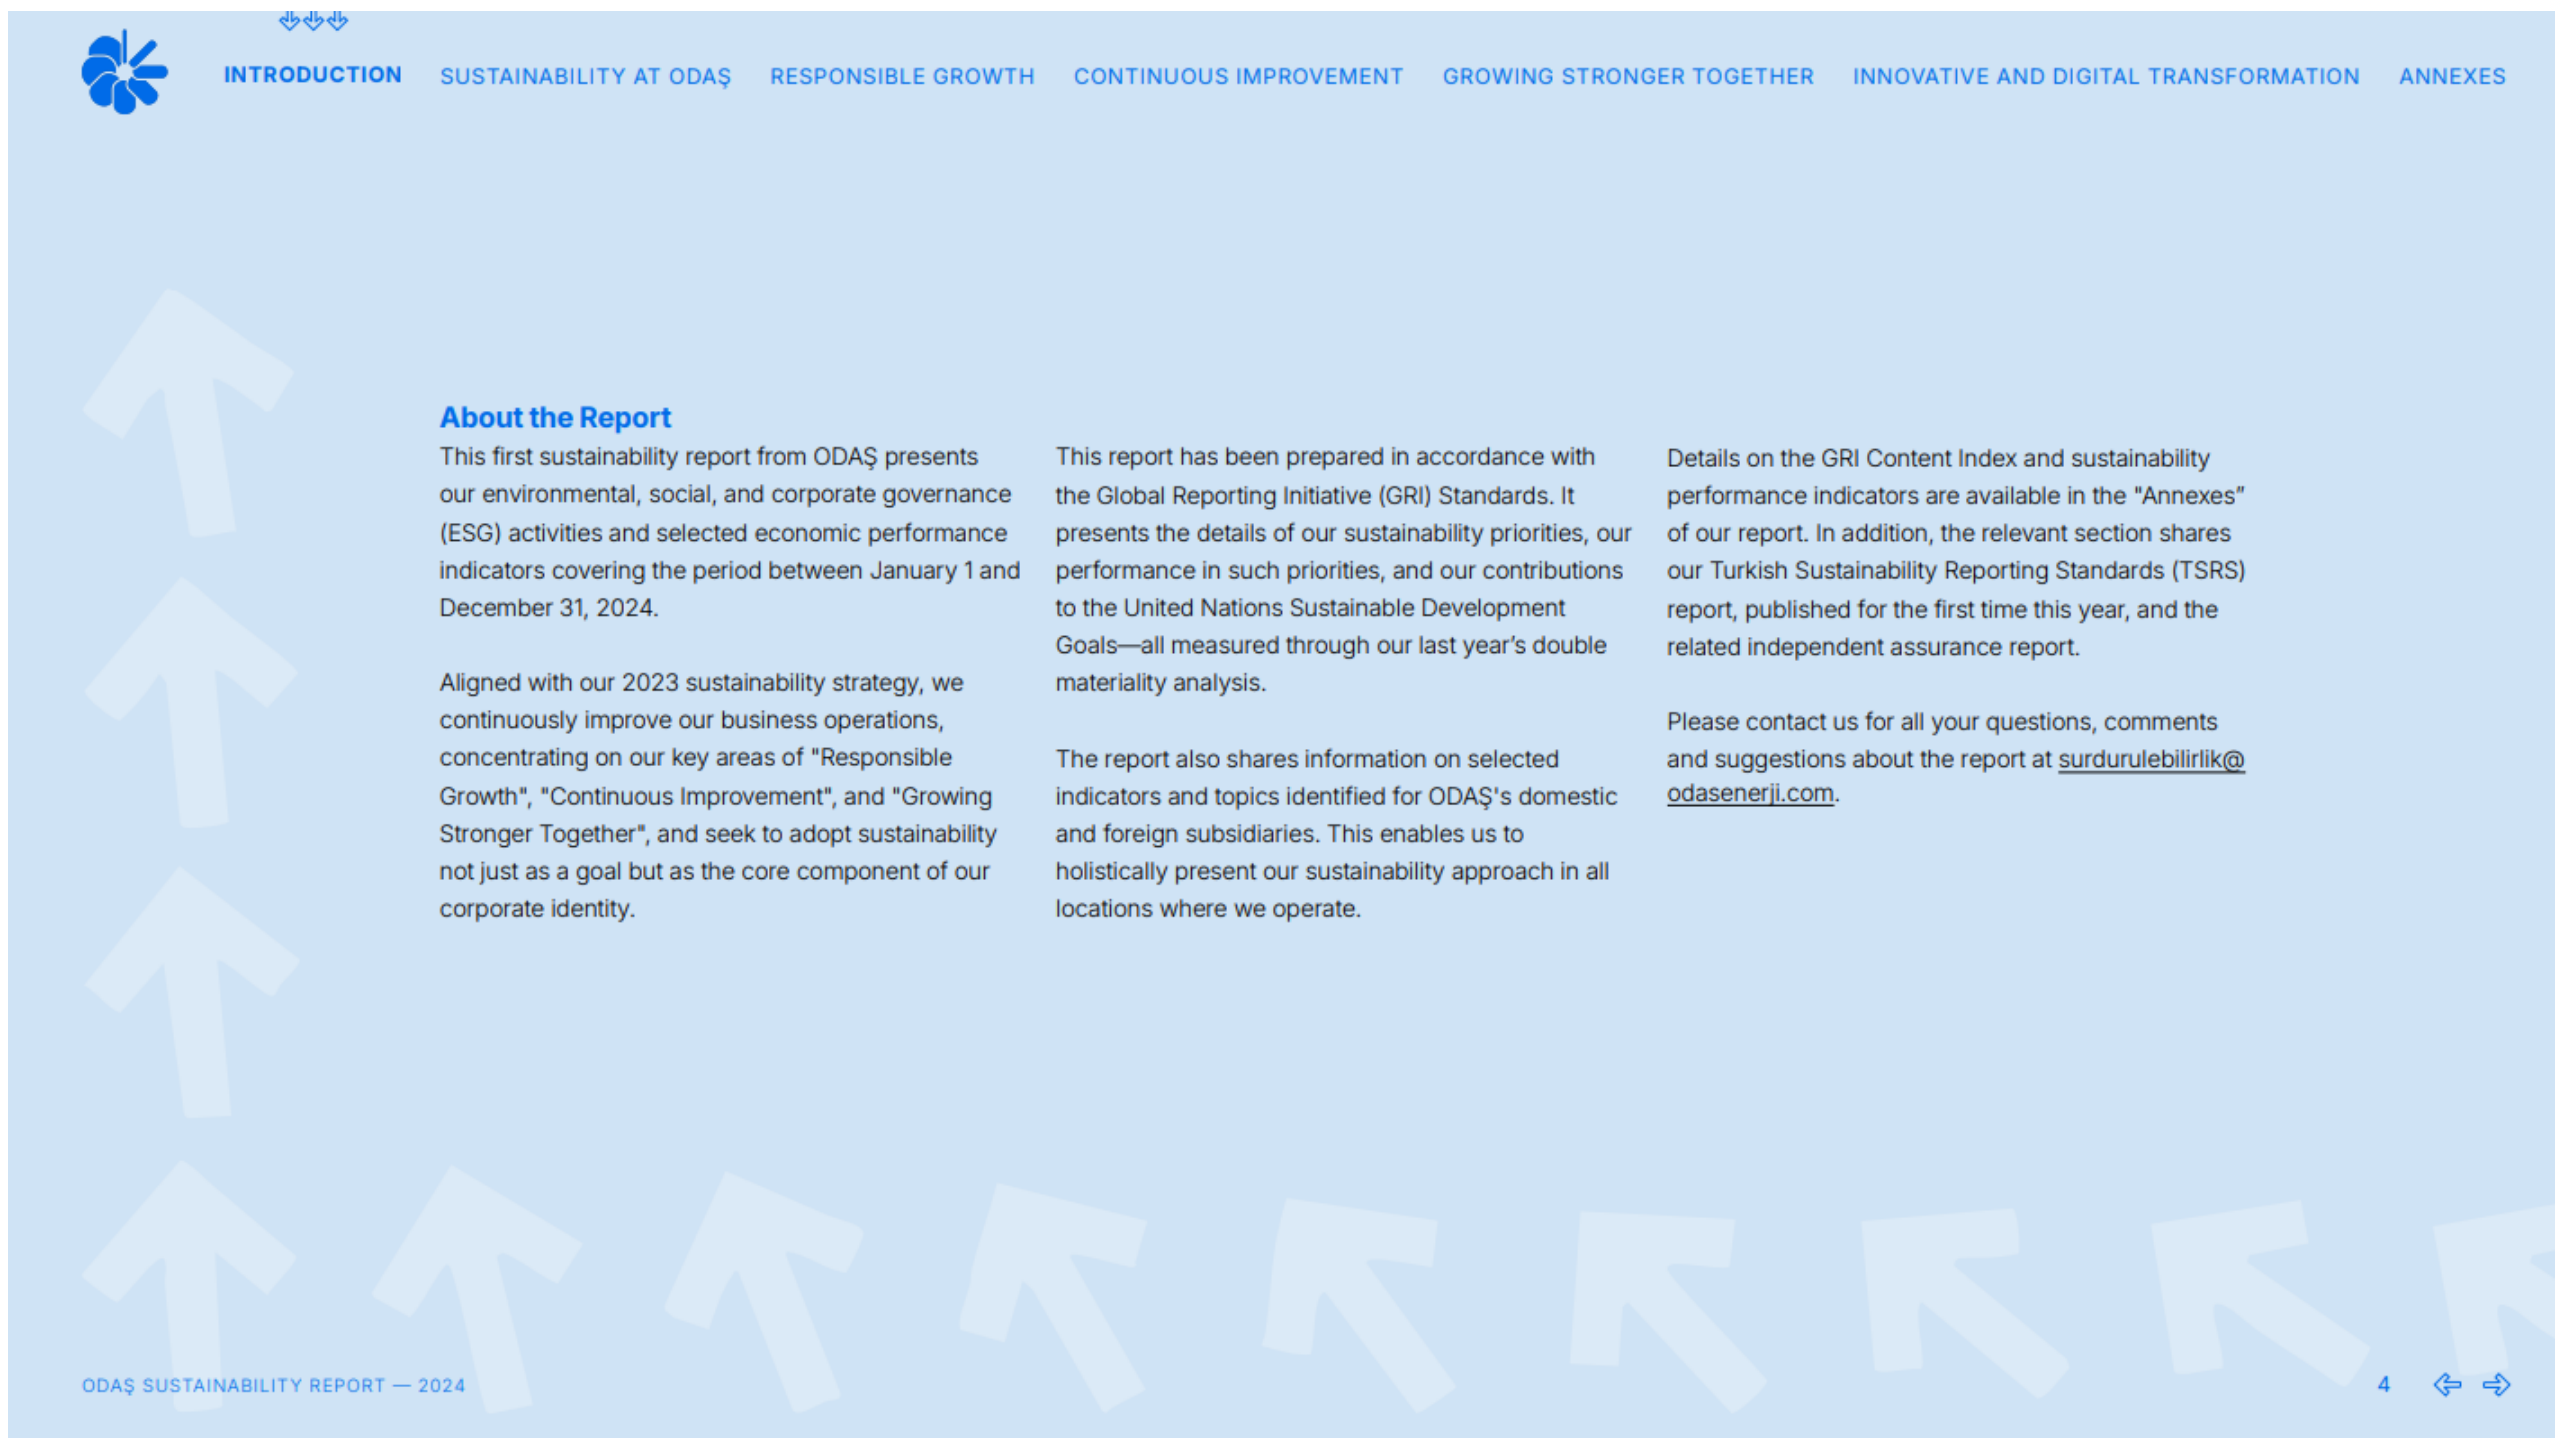 INTRODUCTION SUSTAINABILITY AT ODAŞ RESPONSIBLE GROWTH CONTINUOUS IMPROVEMENT GROWING STRONGER TOGETHER INNOVATIVE AND DIGITAL TRANSFORMATION ANNEXES
About the Report
This first sustainability report from ODAŞ presents
our environmental, social, and corporate governance
(ESG) activities and selected economic performance
indicators covering the period between January 1 and
December 31, 2024.
Aligned with our 2023 sustainability strategy, we
continuously improve our business operations,
concentrating on our key areas of "Responsible
Growth", "Continuous Improvement", and "Growing
Stronger Together", and seek to adopt sustainability
not just as a goal but as the core component of our
corporate identity.
This report has been prepared in accordance with
the Global Reporting Initiative (GRI) Standards. It
presents the details of our sustainability priorities, our
performance in such priorities, and our contributions
to the United Nations Sustainable Development
Goals—all measured through our last year’s double
materiality analysis.
The report also shares information on selected
indicators and topics identified for ODAŞ's domestic
and foreign subsidiaries. This enables us to
holistically present our sustainability approach in all
locations where we operate.
Details on the GRI Content Index and sustainability
performance indicators are available in the "Annexes”
of our report. In addition, the relevant section shares
our Turkish Sustainability Reporting Standards (TSRS)
report, published for the first time this year, and the
related independent assurance report.
Please contact us for all your questions, comments
and suggestions about the report at surdurulebilirlik@
odasenerji.com.
ODAŞ SUSTAINABILITY REPORT — 2024
4